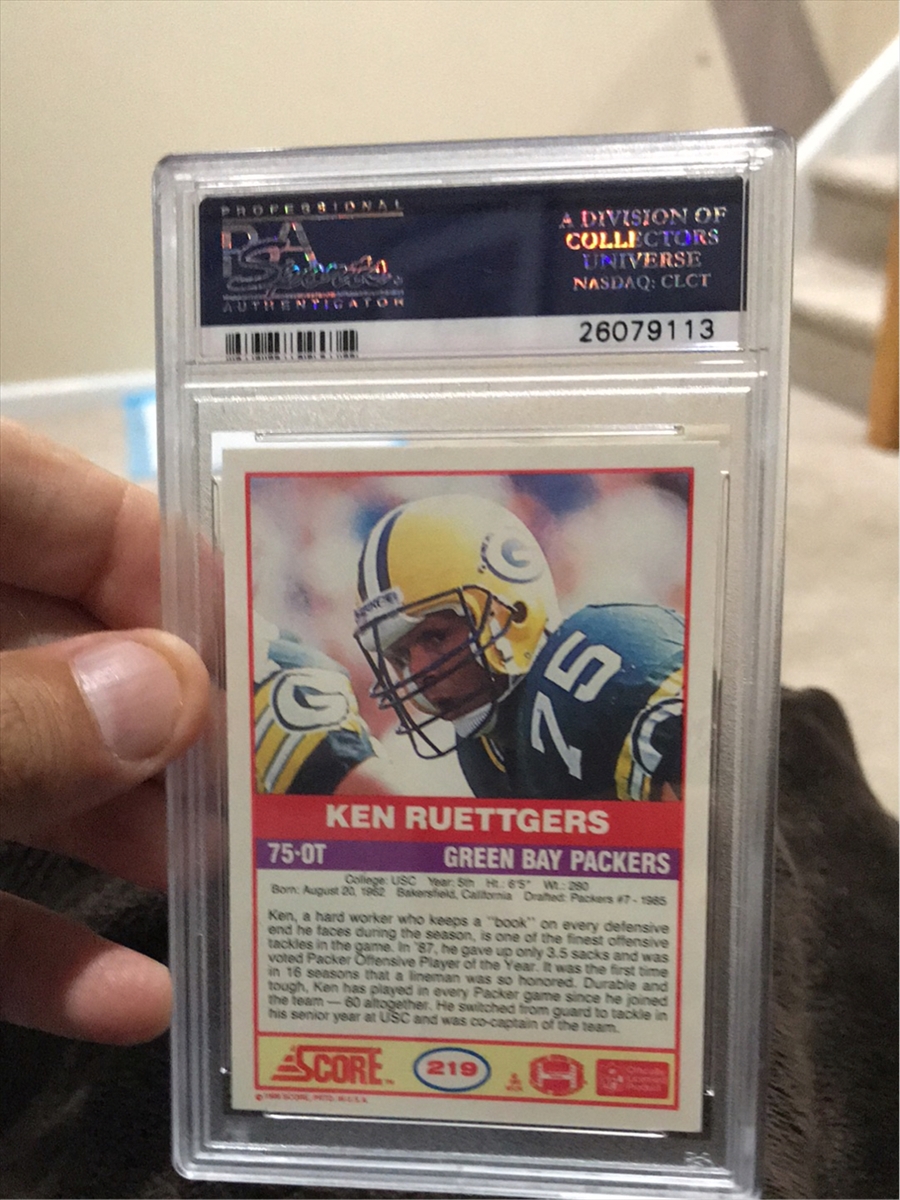 PROFESSIONAL
PSA
Sports
AUTHENTICATOR
A DIVISION OF
COLLECTORS
UNIVERSE
NASDAQ: CLCT
26079113
G
G
75
KEN RUETTGERS
75·OT GREEN BAY PACKERS
College: USC Year: 5th Ht.: 6'5" Wt.: 280
Born: August 20, 1962 Bakersfield, California Drafted: Packers #7 - 1985
Ken, a hard worker who keeps a "book" on every defensive
end he faces during the season, is one of the finest offensive
tackles in the game. In '87, he gave up only 3.5 sacks and was
voted Packer Offensive Player of the Year. It was the first time
in 16 seasons that a lineman was so honored. Durable and
tough, Ken has played in every Packer game since he joined
the team — 60 altogether. He switched from guard to tackle in
his senior year at USC and was co-captain of the team.
SCORE™ 219
Officially
Licensed
Product
SCORE, PRTD. IN U.S.A.